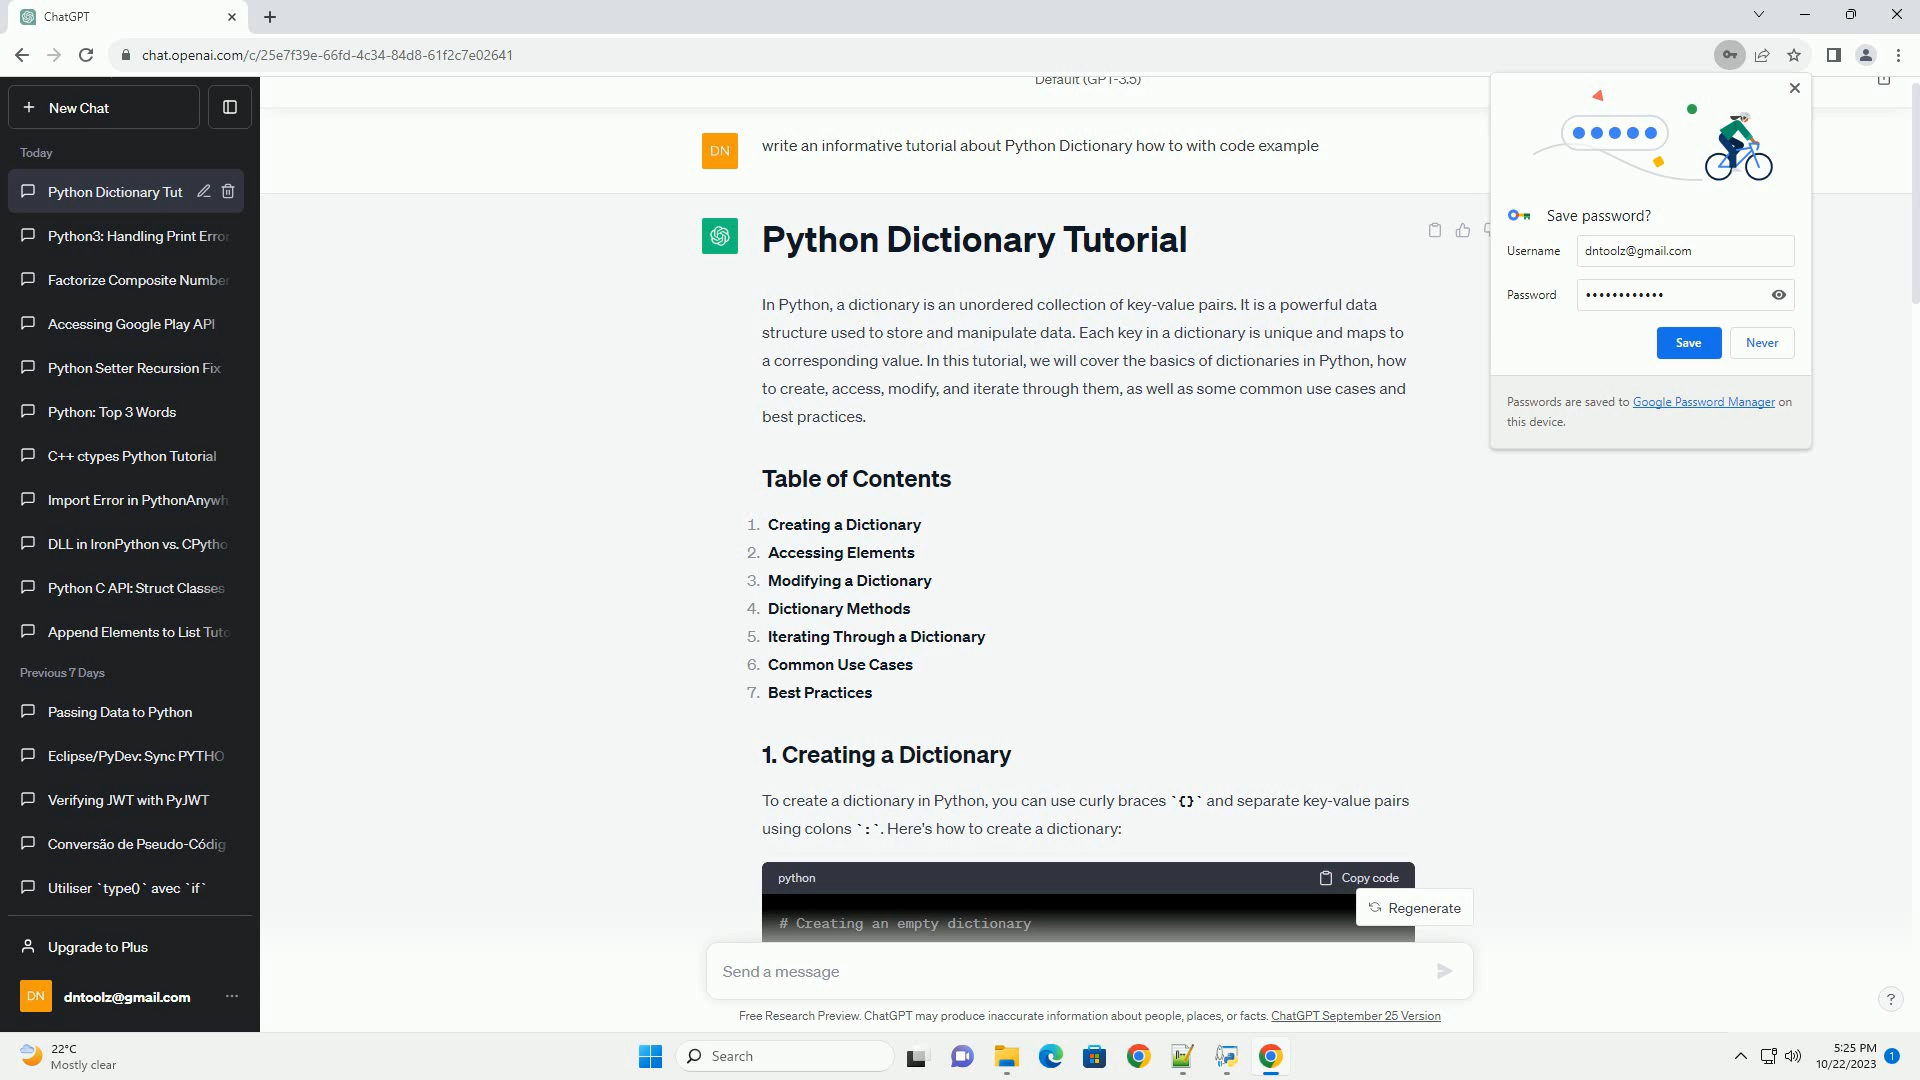 ChatGPT
chat.openai.com/c/25e7f39e-66fd-4c34-84d8-61f2c7e02641
New Chat
Today
Python Dictionary Tut
Python3: Handling Print Error
Factorize Composite Number
Accessing Google Play API
Python Setter Recursion Fix
Python: Top 3 Words
C++ ctypes Python Tutorial
Import Error in PythonAnywh
DLL in IronPython vs. CPytho
Python C API: Struct Classes
Append Elements to List Tuto
Previous 7 Days
Passing Data to Python
Eclipse/PyDev: Sync PYTHO
Verifying JWT with PyJWT
Conversão de Pseudo-Códig
Utiliser `type()` avec `if`
Upgrade to Plus
DN dntoolz@gmail.com
Default (GPT-3.5)
DN write an informative tutorial about Python Dictionary how to with code example
Python Dictionary Tutorial
In Python, a dictionary is an unordered collection of key-value pairs. It is a powerful data
structure used to store and manipulate data. Each key in a dictionary is unique and maps to
a corresponding value. In this tutorial, we will cover the basics of dictionaries in Python, how
to create, access, modify, and iterate through them, as well as some common use cases and
best practices.
Table of Contents
1. Creating a Dictionary
2. Accessing Elements
3. Modifying a Dictionary
4. Dictionary Methods
5. Iterating Through a Dictionary
6. Common Use Cases
7. Best Practices
1. Creating a Dictionary
To create a dictionary in Python, you can use curly braces `{}` and separate key-value pairs
using colons `:`. Here's how to create a dictionary:
python Copy code
# Creating an empty dictionary
Regenerate
Send a message
Free Research Preview. ChatGPT may produce inaccurate information about people, places, or facts. ChatGPT September 25 Version
?
Save password?
Username dntoolz@gmail.com
Password ••••••••••••
Save Never
Passwords are saved to Google Password Manager on
this device.
22°C
Mostly clear
Search
5:25 PM
10/22/2023
1